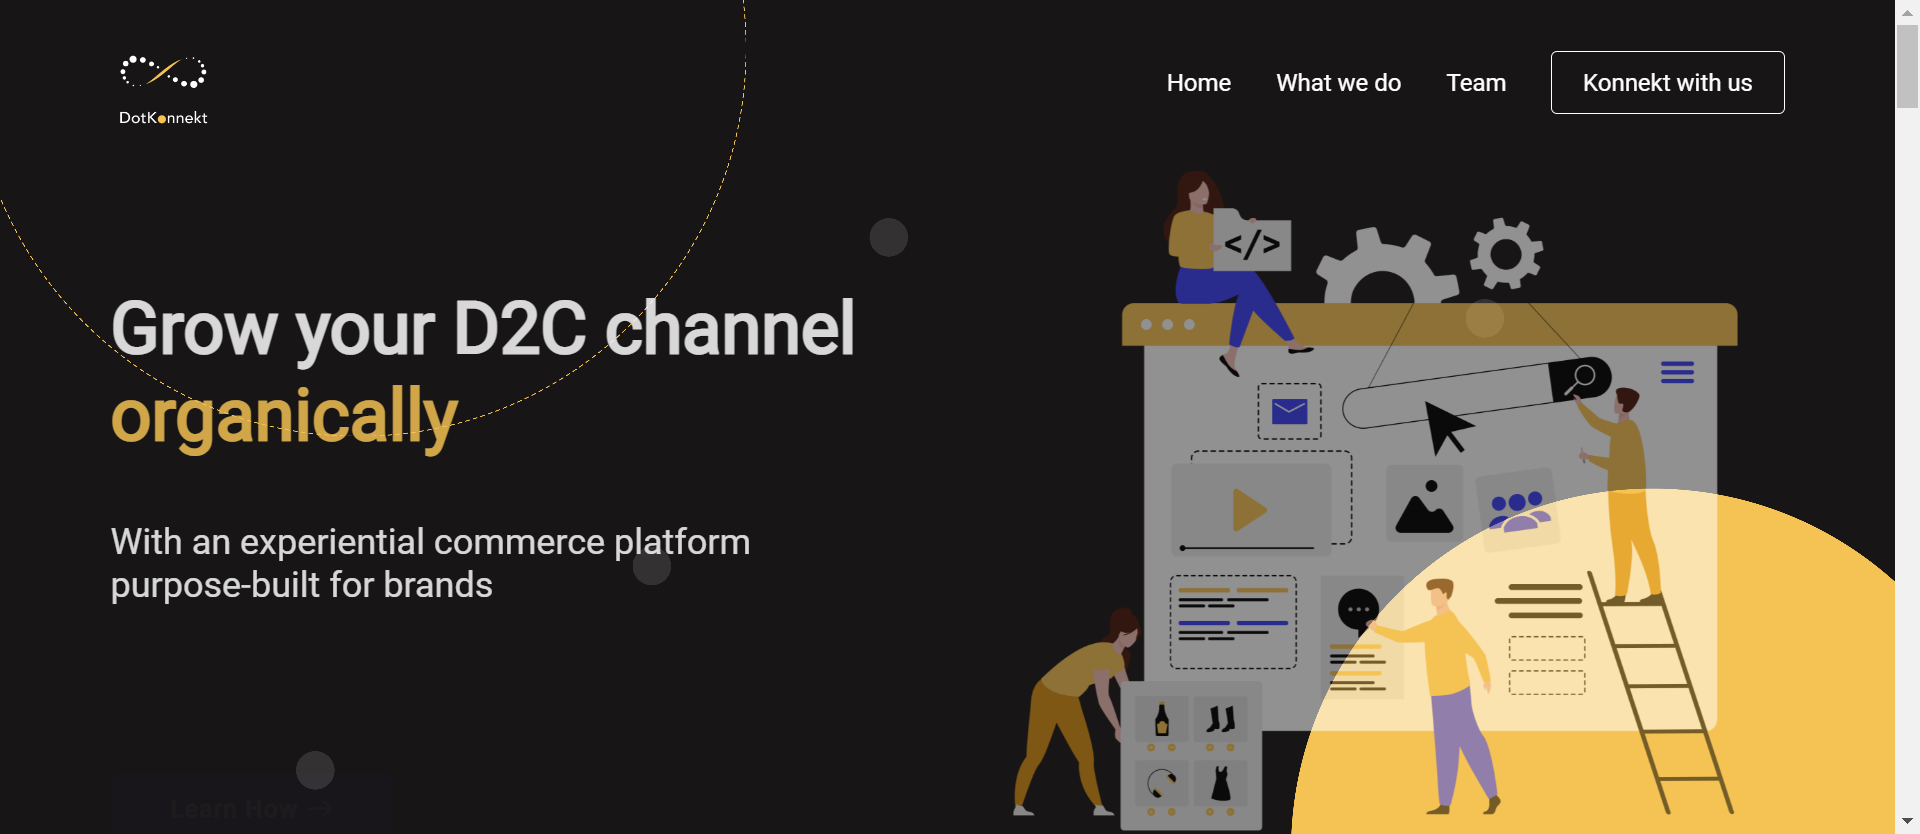 DotKonnekt
Home What we do Team Konnekt with us
</>
Grow your D2C channel
organically
With an experiential commerce platform
purpose-built for brands
Learn How →